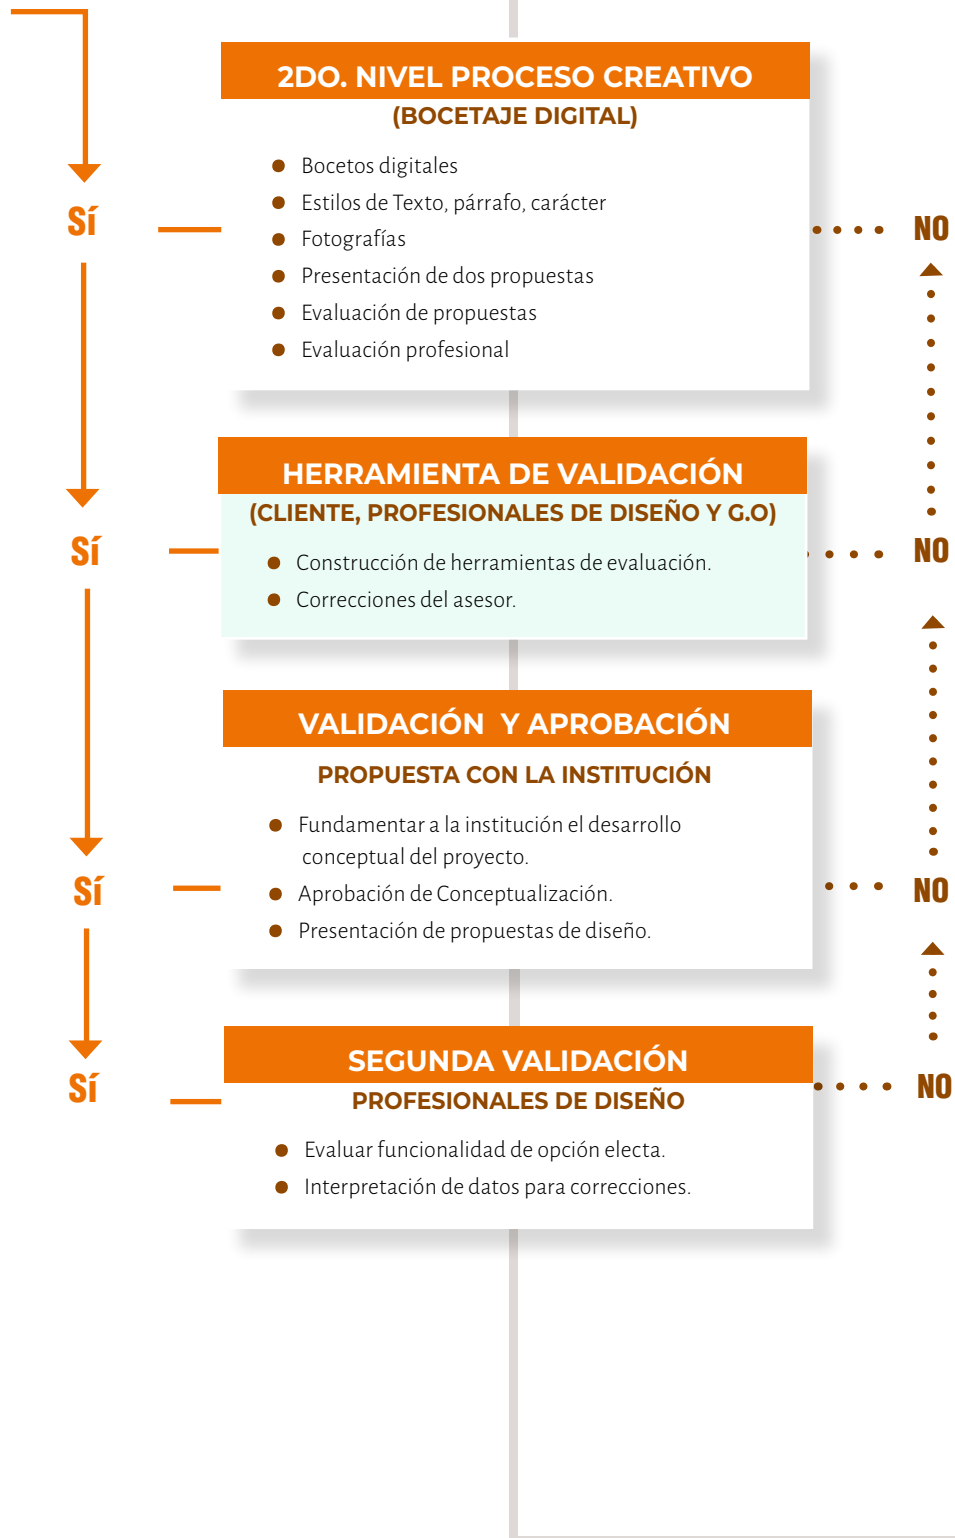 2DO. NIVEL PROCESO CREATIVO
(BOCETAJE DIGITAL)
Bocetos digitales
Estilos de Texto, párrafo, carácter
Fotografías
Presentación de dos propuestas
Evaluación de propuestas
Evaluación profesional
Sí
NO
HERRAMIENTA DE VALIDACIÓN
(CLIENTE, PROFESIONALES DE DISEÑO Y G.O)
Construcción de herramientas de evaluación.
Correcciones del asesor.
Sí
NO
VALIDACIÓN Y APROBACIÓN
PROPUESTA CON LA INSTITUCIÓN
Fundamentar a la institución el desarrollo
conceptual del proyecto.
Aprobación de Conceptualización.
Presentación de propuestas de diseño.
Sí
NO
SEGUNDA VALIDACIÓN
PROFESIONALES DE DISEÑO
Evaluar funcionalidad de opción electa.
Interpretación de datos para correcciones.
Sí
NO